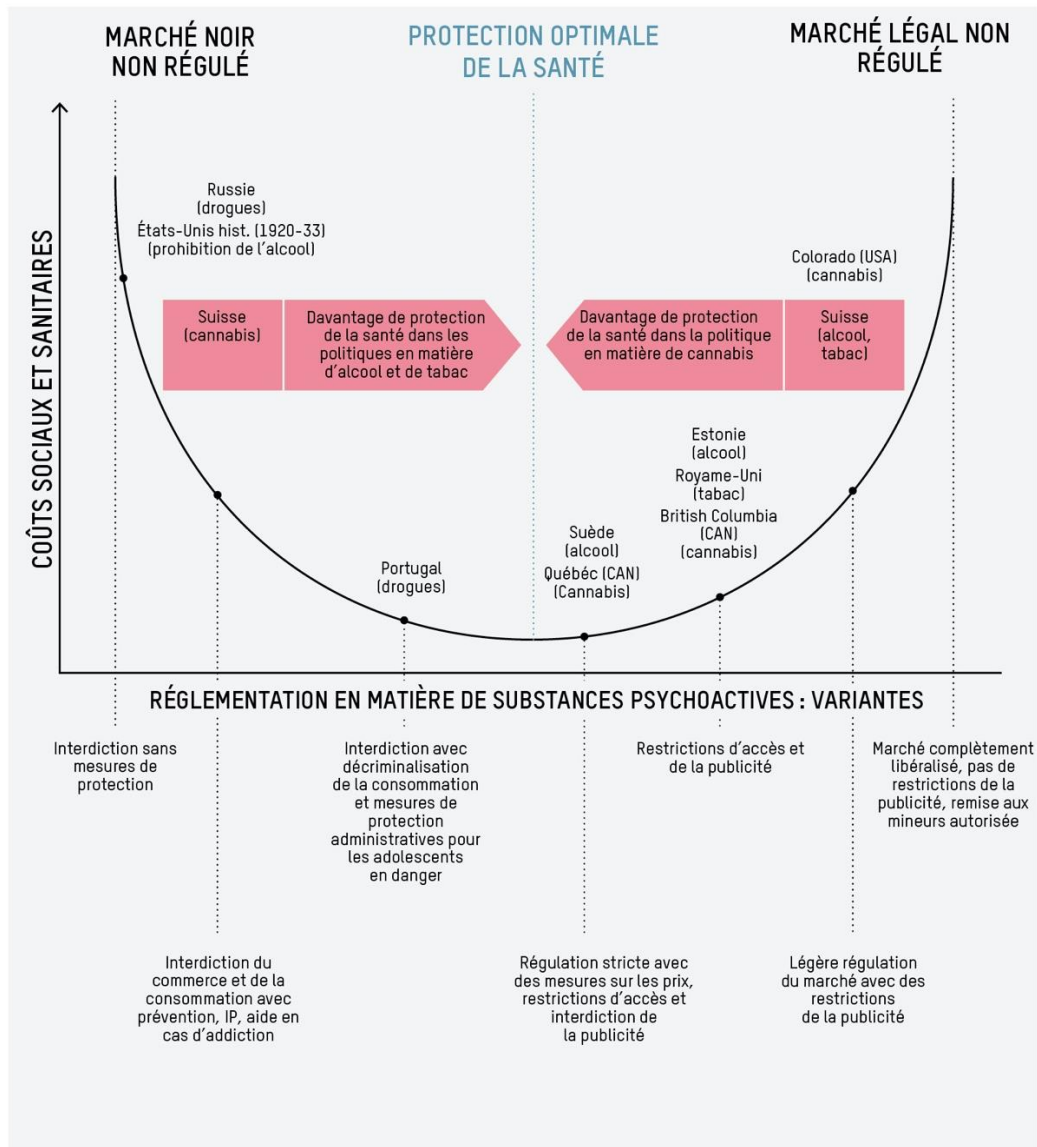 MARCHÉ NOIR
NON RÉGULÉ
PROTECTION OPTIMALE
DE LA SANTÉ
MARCHÉ LÉGAL NON
RÉGULÉ
COÛTS SOCIAUX ET SANITAIRES
Russie
(drogues)
États-Unis hist. (1920-33)
(prohibition de l'alcool)
Colorado (USA)
(cannabis)
Suisse
(cannabis)
Davantage de protection
de la santé dans les
politiques en matière
d'alcool et de tabac
Davantage de protection
de la santé dans la politique
en matière de cannabis
Suisse
(alcool,
tabac)
Estonie
(alcool)
Royame-Uni
(tabac)
British Columbia
(CAN)
(cannabis)
Suède
(alcool)
Québéc (CAN)
(Cannabis)
Portugal
(drogues)
RÉGLEMENTATION EN MATIÈRE DE SUBSTANCES PSYCHOACTIVES : VARIANTES
Interdiction sans
mesures de
protection
Interdiction avec
décriminalisation
de la consommation
et mesures de
protection
administratives pour
les adolescents
en danger
Restrictions d'accès et
de la publicité
Marché complètement
libéralisé, pas de
restrictions de la
publicité, remise aux
mineurs autorisée
Interdiction du
commerce et de la
consommation avec
prévention, IP, aide en
cas d'addiction
Régulation stricte avec
des mesures sur les prix,
restrictions d'accès et
interdiction de
la publicité
Légère régulation
du marché avec des
restrictions
de la publicité